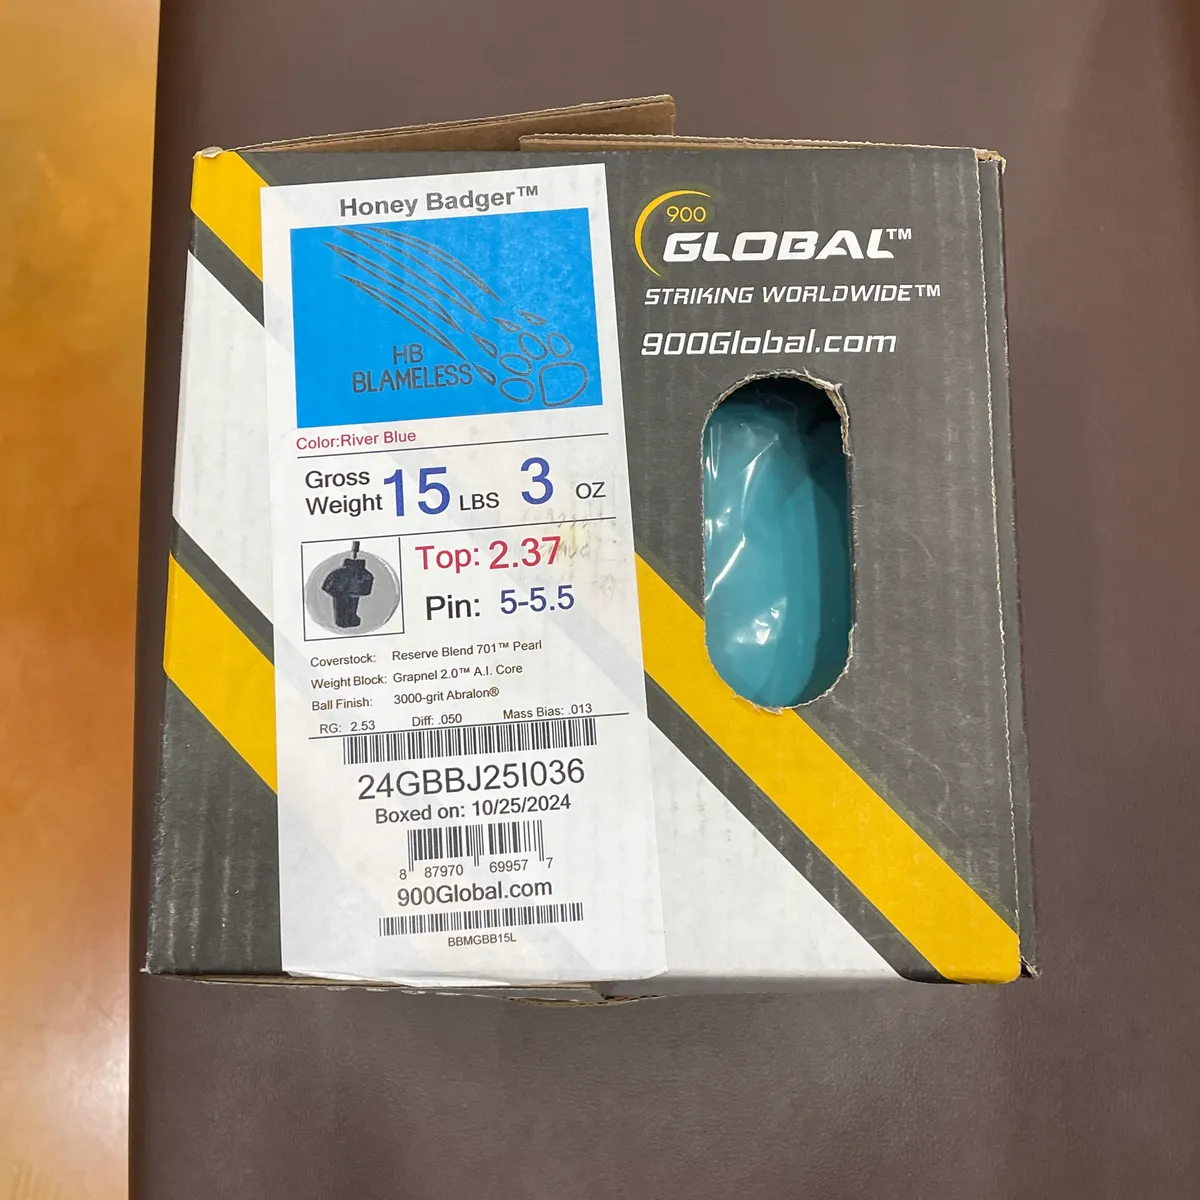 Honey Badger™
HB
BLAMELESS
Color:River Blue
Gross Weight 15 LBS 3 OZ
Top: 2.37
Pin: 5-5.5
Coverstock: Reserve Blend 701™ Pearl
Weight Block: Grapnel 2.0™ A.I. Core
Ball Finish: 3000-grit Abralon®
RG: 2.53 Diff: .050 Mass Bias: .013
24GBBJ25I036
Boxed on: 10/25/2024
8 87970 69957 7
900Global.com
BBMGBB15L
900
GLOBAL™
STRIKING WORLDWIDE™
900Global.com